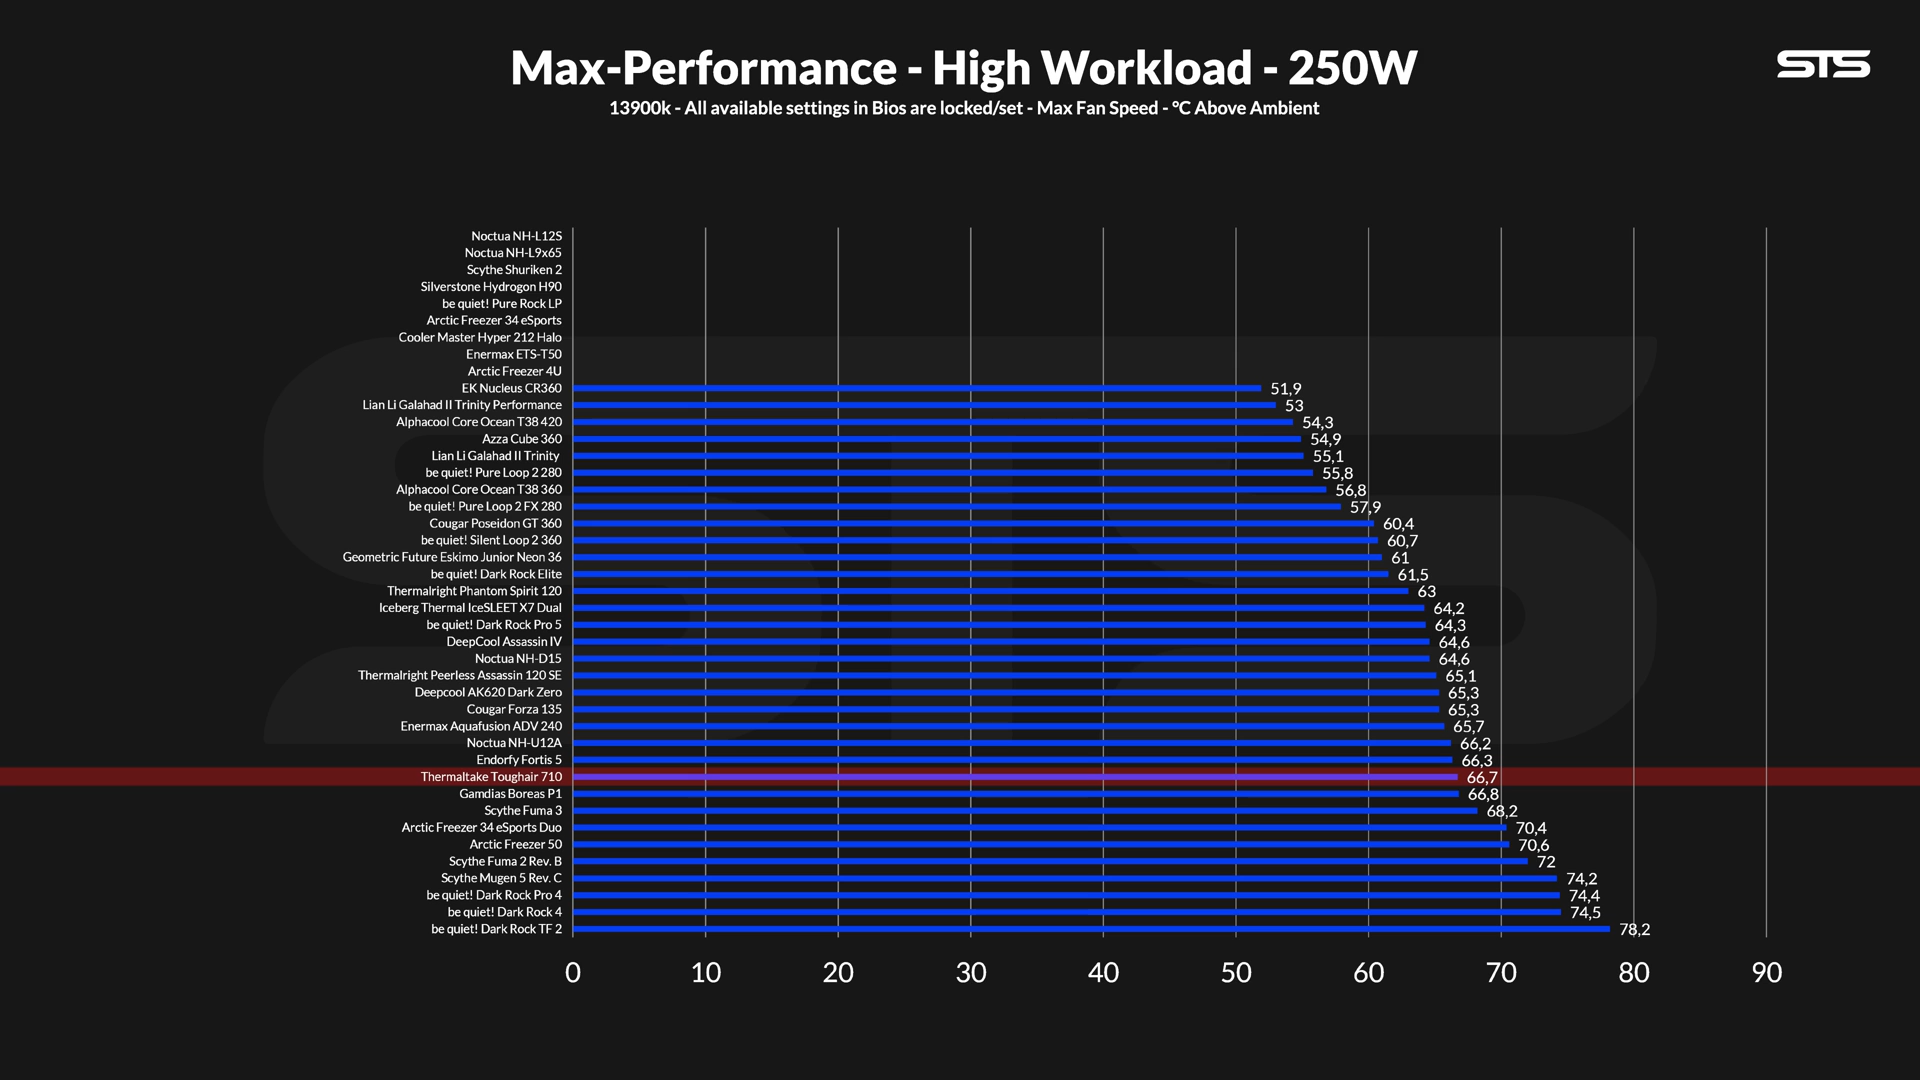 Max-Performance - High Workload - 250W
STS
13900k - All available settings in Bios are locked/set - Max Fan Speed - °C Above Ambient
Noctua NH-L12S
Noctua NH-L9x65
Scythe Shuriken 2
Silverstone Hydrogon H90
be quiet! Pure Rock LP
Arctic Freezer 34 eSports
Cooler Master Hyper 212 Halo
Enermax ETS-T50
Arctic Freezer 4U
EK Nucleus CR360 51,9
Lian Li Galahad II Trinity Performance 53
Alphacool Core Ocean T38 420 54,3
Azza Cube 360 54,9
Lian Li Galahad II Trinity 55,1
be quiet! Pure Loop 2 280 55,8
Alphacool Core Ocean T38 360 56,8
be quiet! Pure Loop 2 FX 280 57,9
Cougar Poseidon GT 360 60,4
be quiet! Silent Loop 2 360 60,7
Geometric Future Eskimo Junior Neon 36 61
be quiet! Dark Rock Elite 61,5
Thermalright Phantom Spirit 120 63
Iceberg Thermal IceSLEET X7 Dual 64,2
be quiet! Dark Rock Pro 5 64,3
DeepCool Assassin IV 64,6
Noctua NH-D15 64,6
Thermalright Peerless Assassin 120 SE 65,1
Deepcool AK620 Dark Zero 65,3
Cougar Forza 135 65,3
Enermax Aquafusion ADV 240 65,7
Noctua NH-U12A 66,2
Endorfy Fortis 5 66,3
Thermaltake Toughair 710 66,7
Gamdias Boreas P1 66,8
Scythe Fuma 3 68,2
Arctic Freezer 34 eSports Duo 70,4
Arctic Freezer 50 70,6
Scythe Fuma 2 Rev. B 72
Scythe Mugen 5 Rev. C 74,2
be quiet! Dark Rock Pro 4 74,4
be quiet! Dark Rock 4 74,5
be quiet! Dark Rock TF 2 78,2
0 10 20 30 40 50 60 70 80 90